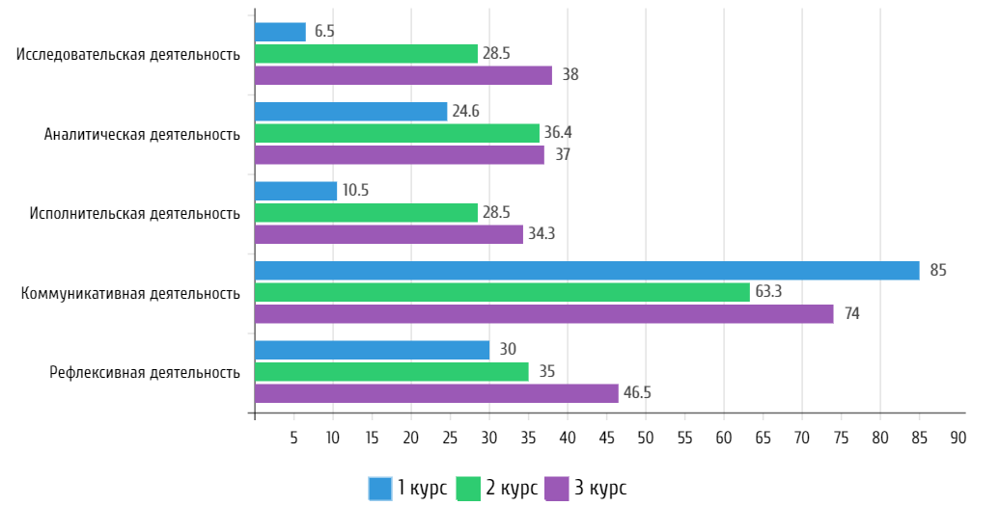 6.5
Исследовательская деятельность 28.5
38
24.6
Аналитическая деятельность 36.4
37
10.5
Исполнительская деятельность 28.5
34.3
85
Коммуникативная деятельность 63.3
74
30
Рефлексивная деятельность 35
46.5
5 10 15 20 25 30 35 40 45 50 55 60 65 70 75 80 85 90
1 курс 2 курс 3 курс